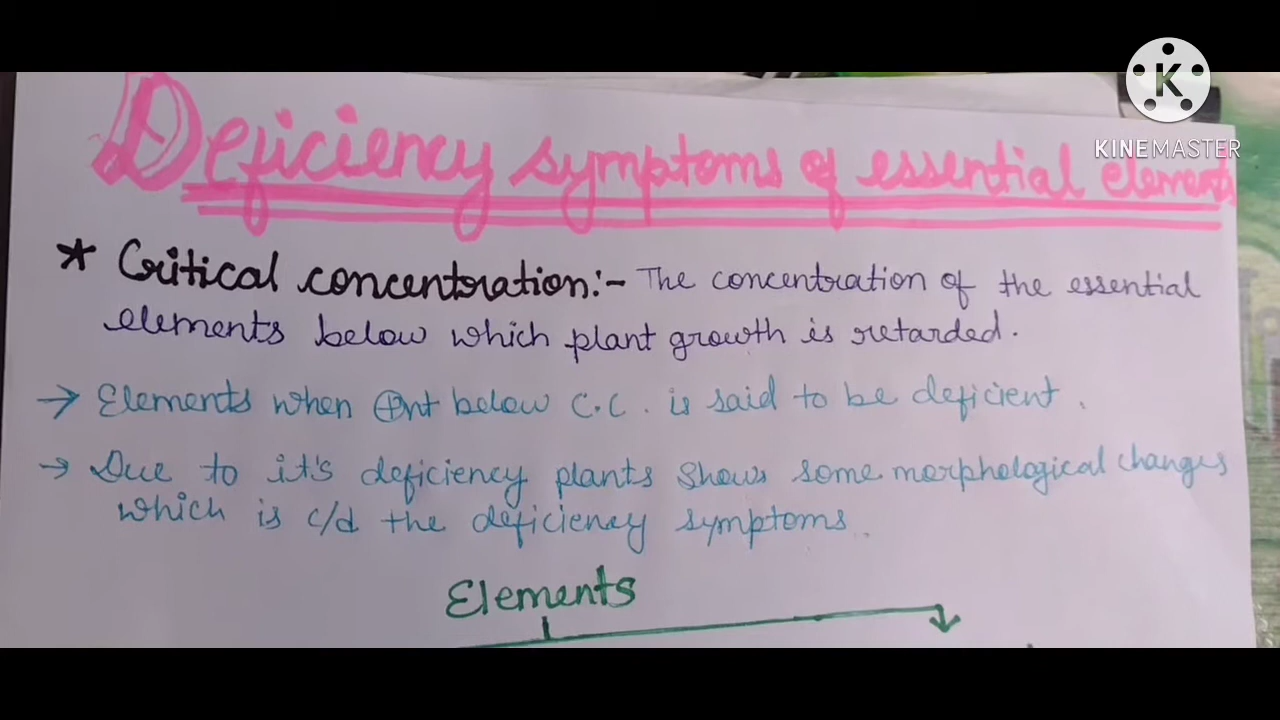 KINEMASTER
Deficiency symptoms of essential elements
* Critical concentration:- The concentration of the essential
elements below which plant growth is retarded.
→ Elements when ⊕nt below C.C. is said to be deficient.
→ Due to it's deficiency plants shows some morphological changes
which is c/d the deficiency symptoms.
Elements